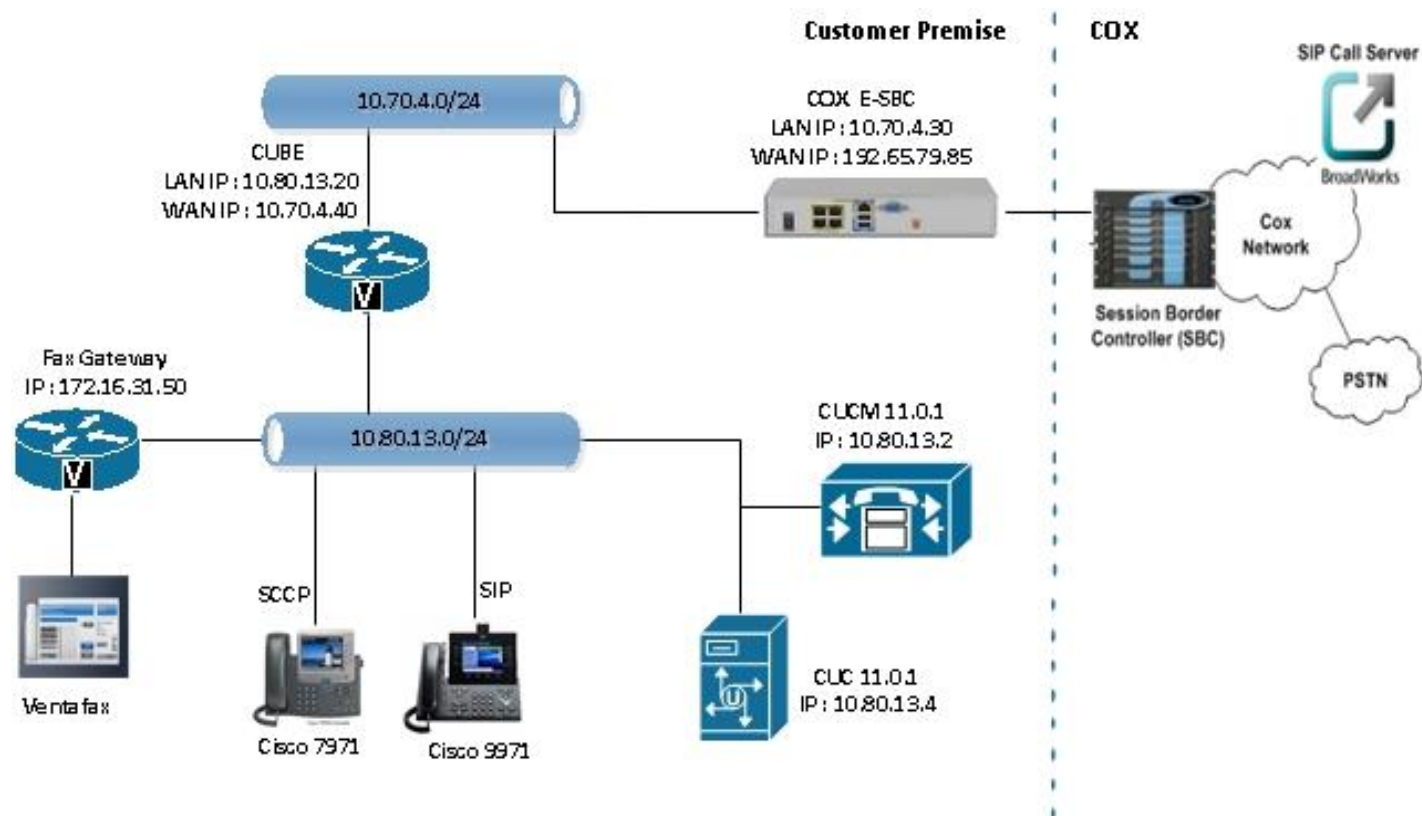 Customer Premise
COX
SIP Call Server
BroadWorks
10.70.4.0/24
COX E-SBC
LAN IP : 10.70.4.30
WAN IP : 192.65.79.85
CUBE
LAN IP : 10.80.13.20
WAN IP : 10.70.4.40
V
Cox
Network
Session Border
Controller (SBC)
PSTN
Fax Gateway
IP : 172.16.31.50
V
10.80.13.0/24
CUCM 11.0.1
IP : 10.80.13.2
SCCP
SIP
U
CUC 11.0.1
IP : 10.80.13.4
Ventafax
Cisco 7971
Cisco 9971